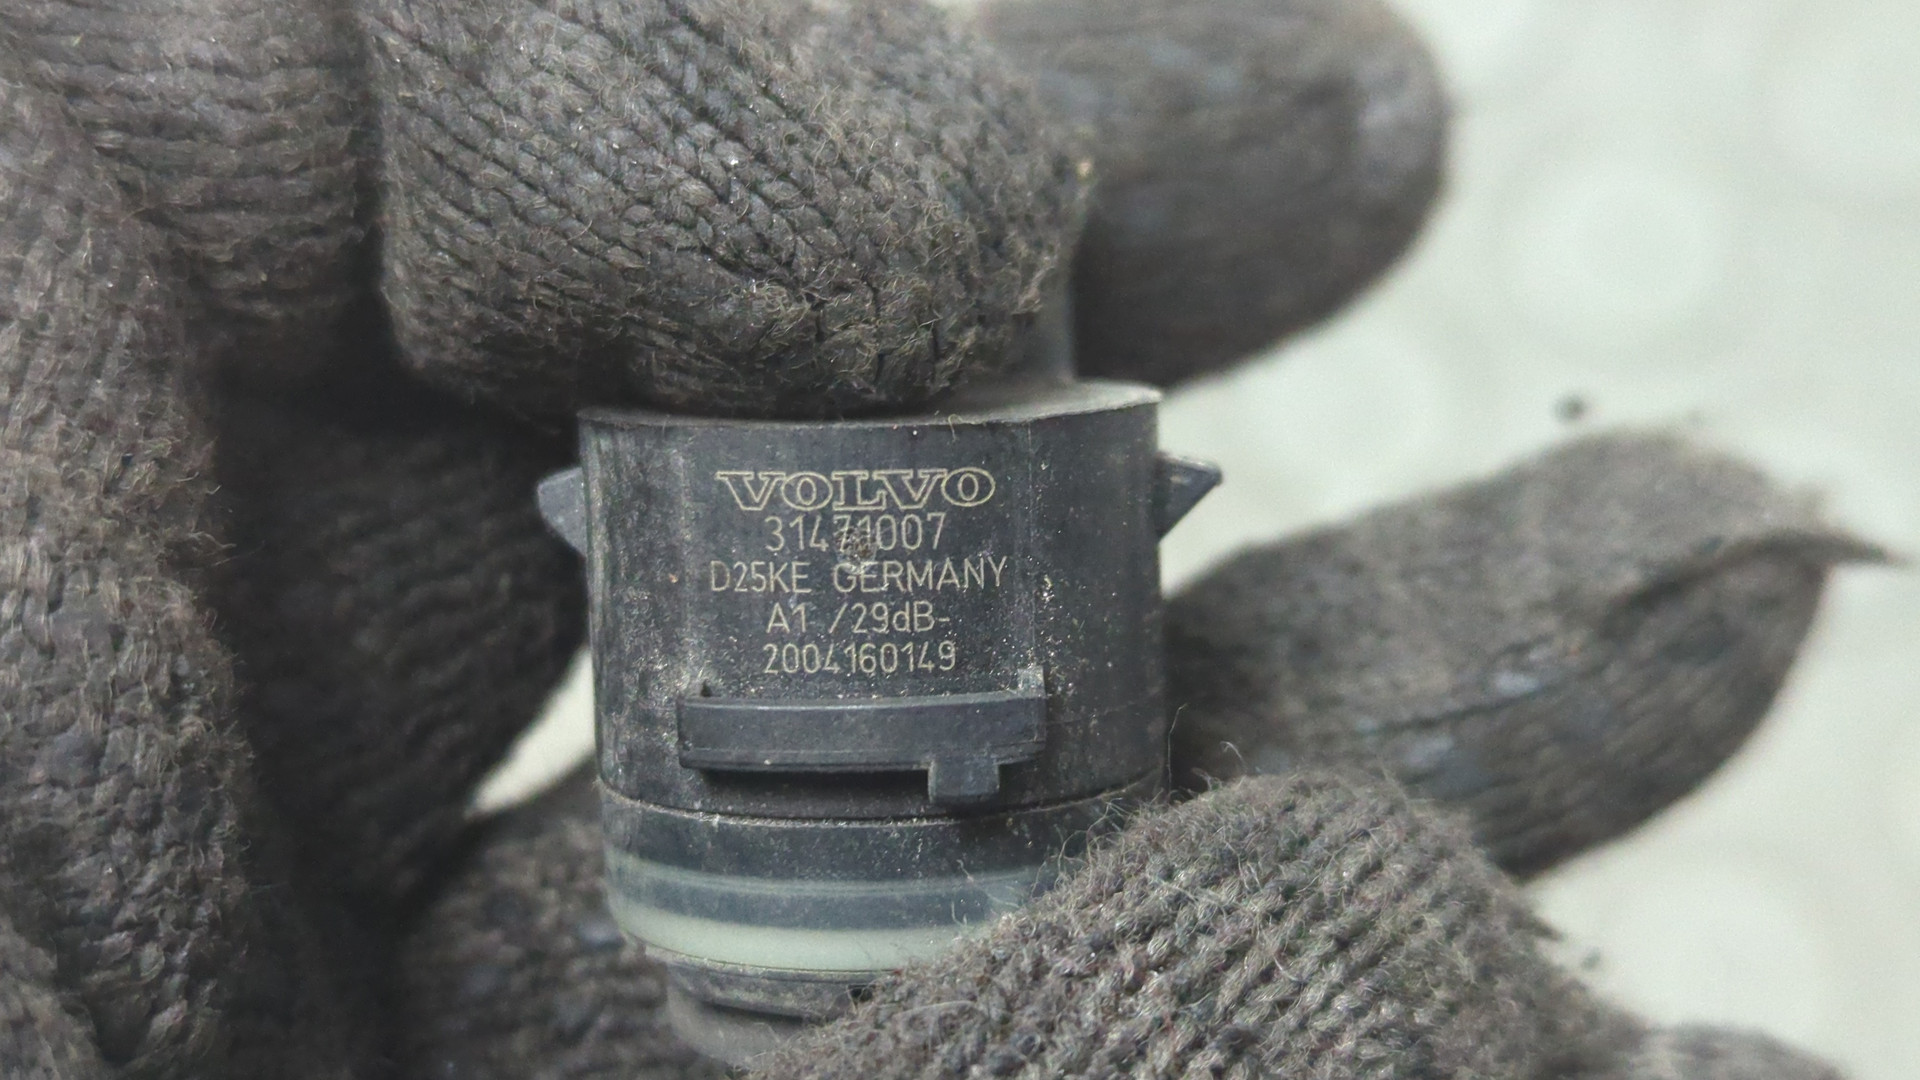 VOLVO
31471007
D25KE GERMANY
A1 /29dB-
2004160149